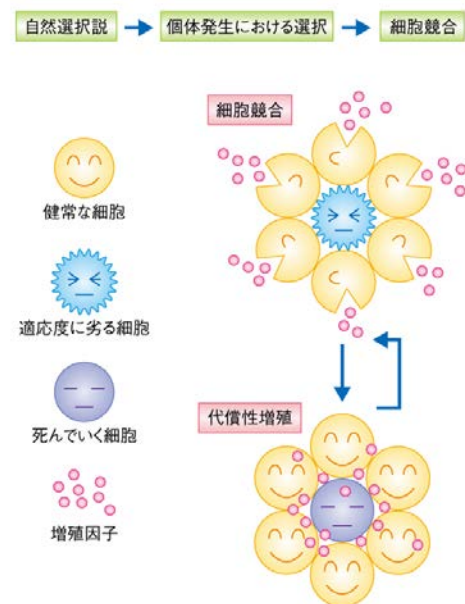 自然選択説 → 個体発生における選択 → 細胞競合
細胞競合
健常な細胞
適応度に劣る細胞
代償性増殖
死んでいく細胞
増殖因子